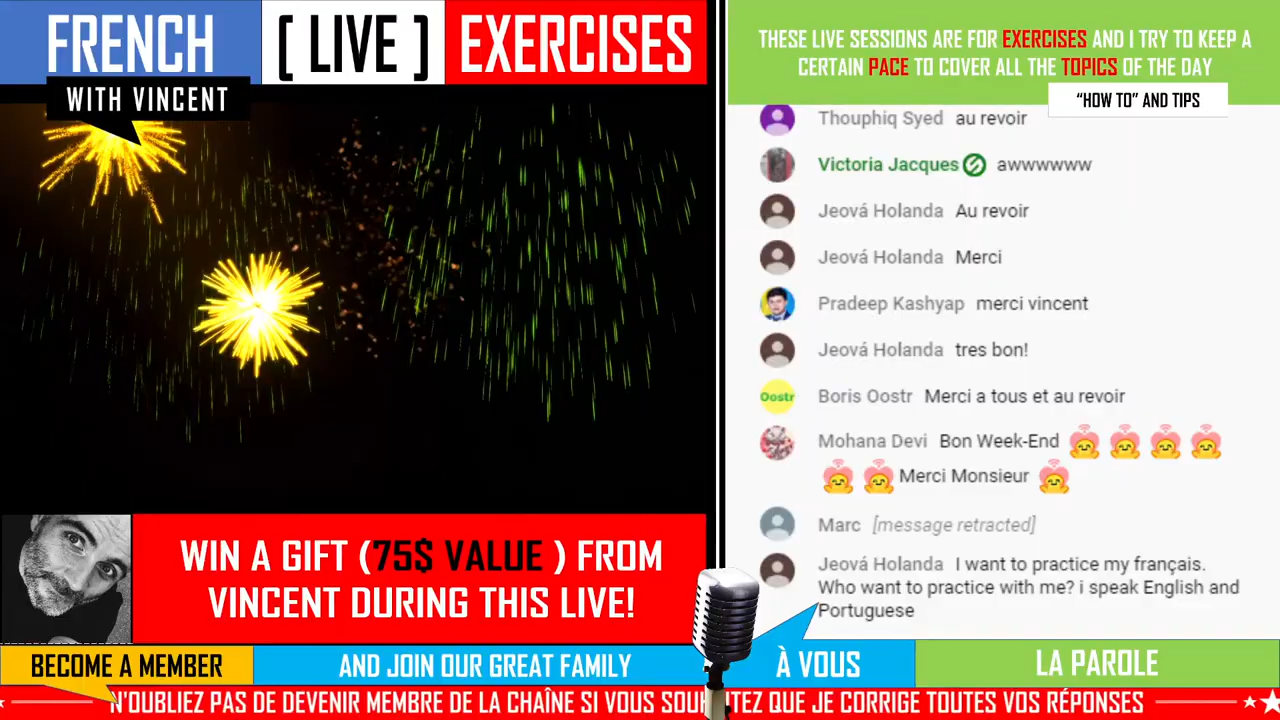 FRENCH
[ LIVE ]
EXERCISES
WITH VINCENT
THESE LIVE SESSIONS ARE FOR EXERCISES AND I TRY TO KEEP A
CERTAIN PACE TO COVER ALL THE TOPICS OF THE DAY
"HOW TO" AND TIPS
Thouphiq Syed au revoir
Victoria Jacques awwwwww
Jeová Holanda Au revoir
Jeová Holanda Merci
Pradeep Kashyap merci vincent
Jeová Holanda tres bon!
Oostr
Boris Oostr Merci a tous et au revoir
Mohana Devi Bon Week-End
Merci Monsieur
Marc [message retracted]
Jeová Holanda I want to practice my français.
Who want to practice with me? i speak English and
Portuguese
WIN A GIFT (75$ VALUE ) FROM
VINCENT DURING THIS LIVE!
BECOME A MEMBER
AND JOIN OUR GREAT FAMILY
À VOUS
LA PAROLE
N'OUBLIEZ PAS DE DEVENIR MEMBRE DE LA CHAÎNE SI VOUS SOU TEZ QUE JE CORRIGE TOUTES VOS RÉPONSES